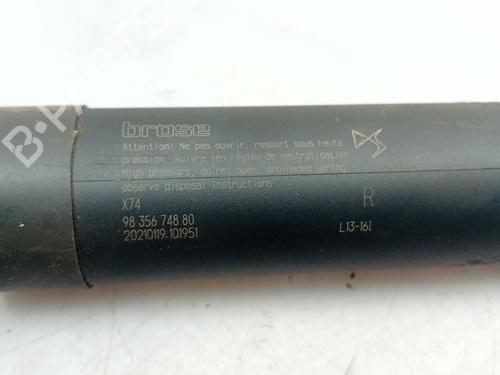 brose
Attention! Ne pas ouvrir, ressort sous haute
pression - suivre les règles de neutralisation
High pressure, do not open, preloaded spring
observe disposal instructions
X74
98 356 748 80
20210119.101951
R
L13-161
B-PARTS